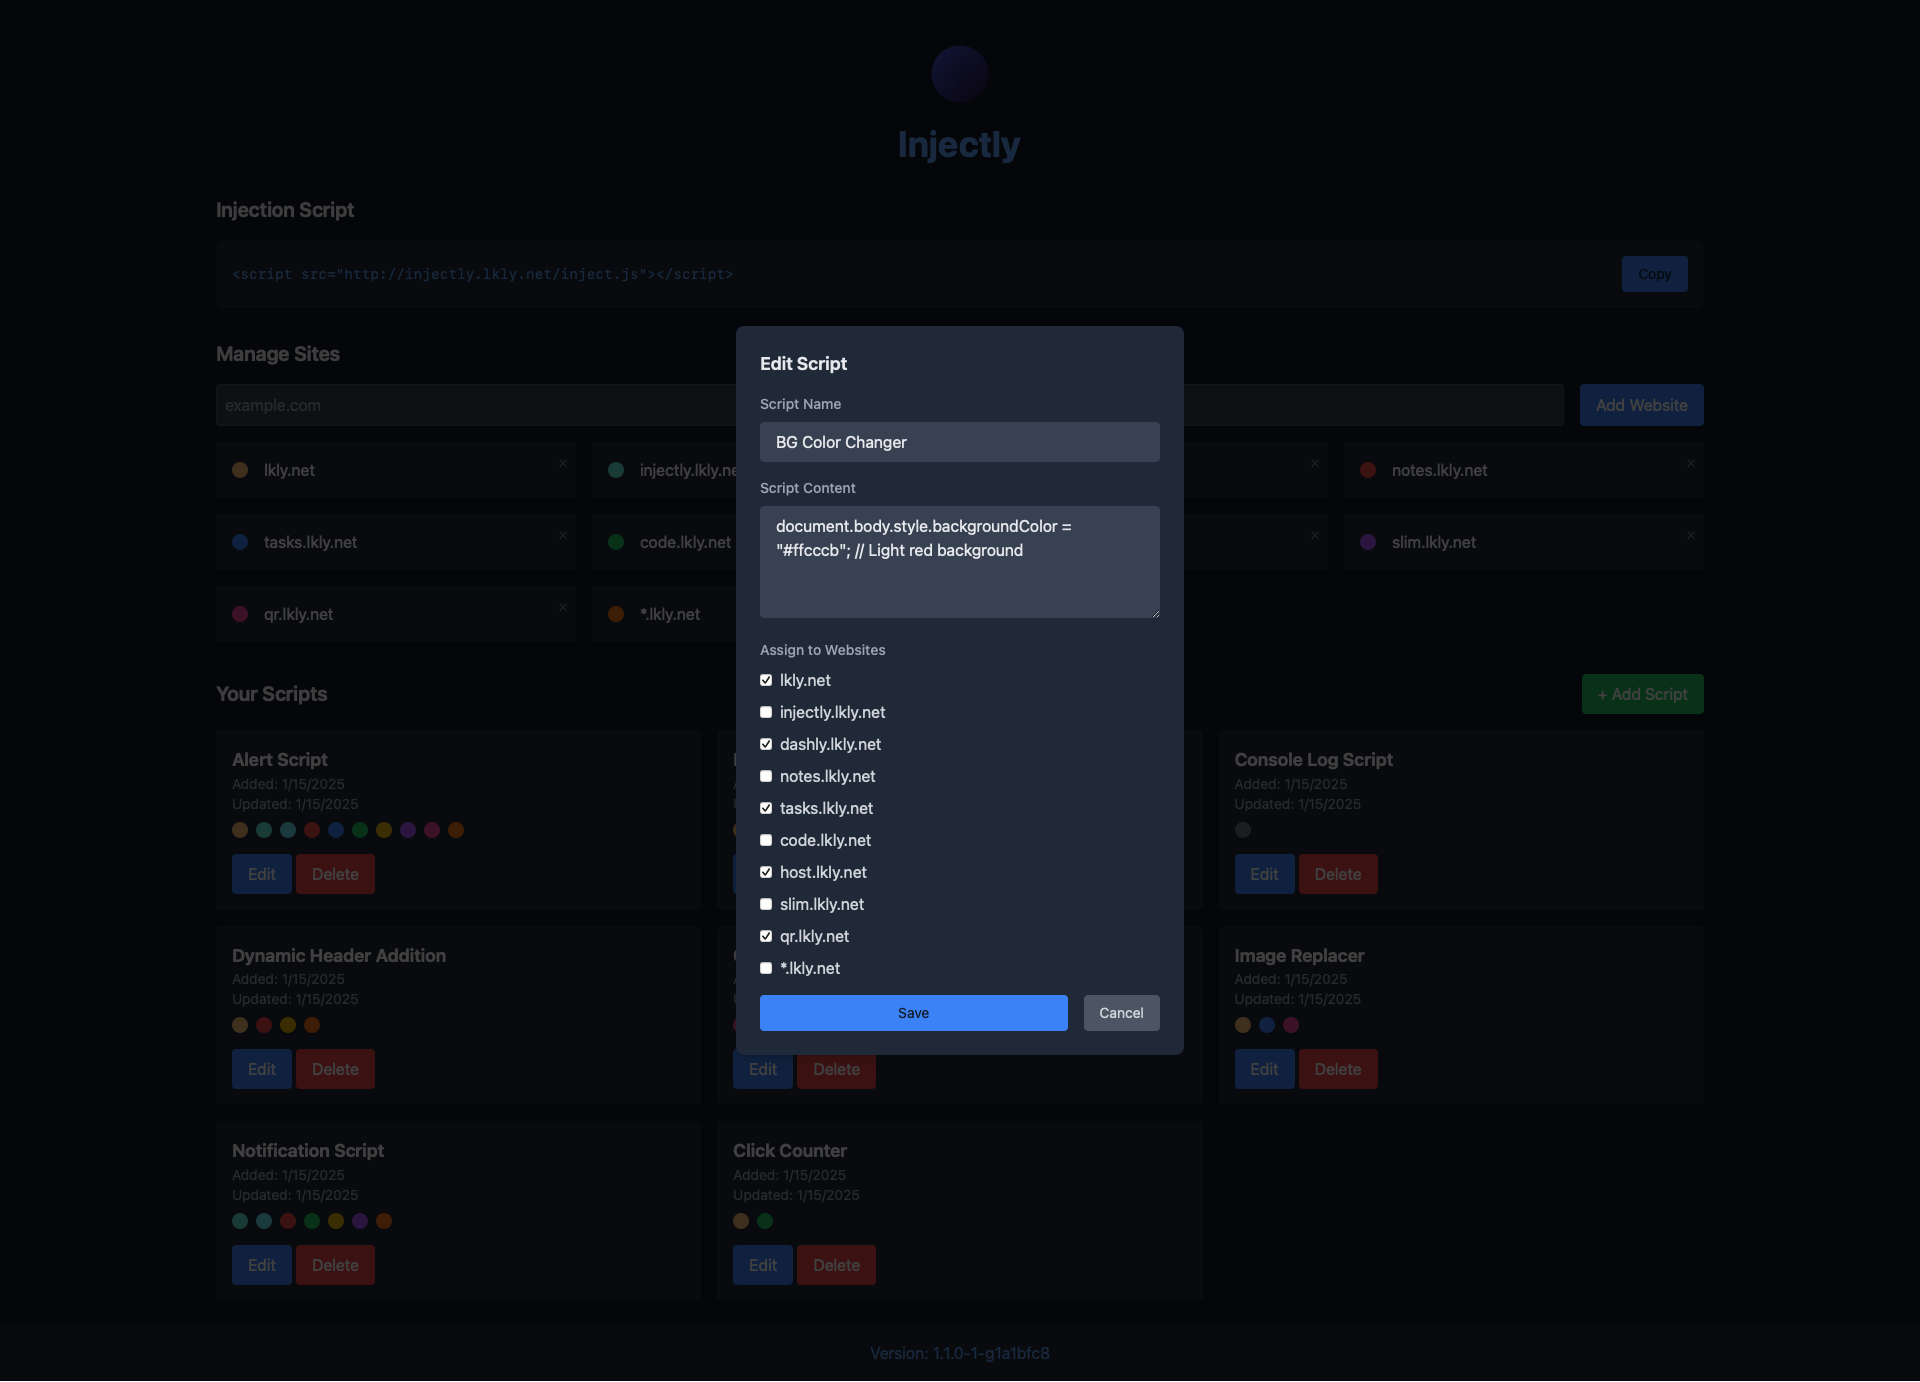 Injectly
Injection Script
<script src="http://injectly.lkly.net/inject.js"></script>
Copy
Manage Sites
example.com
Add Website
lkly.net
×
injectly.lkly.ne
×
notes.lkly.net
×
tasks.lkly.net
×
code.lkly.net
×
slim.lkly.net
×
qr.lkly.net
×
*.lkly.net
Your Scripts
+ Add Script
Alert Script
Added: 1/15/2025
Updated: 1/15/2025
Edit
Delete
Console Log Script
Added: 1/15/2025
Updated: 1/15/2025
Edit
Delete
Dynamic Header Addition
Added: 1/15/2025
Updated: 1/15/2025
Edit
Delete
Edit
Delete
Image Replacer
Added: 1/15/2025
Updated: 1/15/2025
Edit
Delete
Notification Script
Added: 1/15/2025
Updated: 1/15/2025
Edit
Delete
Click Counter
Added: 1/15/2025
Updated: 1/15/2025
Edit
Delete
Version: 1.1.0-1-g1a1bfc8
Edit Script
Script Name
BG Color Changer
Script Content
document.body.style.backgroundColor =
"#ffcccb"; // Light red background
Assign to Websites
lkly.net
injectly.lkly.net
dashly.lkly.net
notes.lkly.net
tasks.lkly.net
code.lkly.net
host.lkly.net
slim.lkly.net
qr.lkly.net
*.lkly.net
Save
Cancel